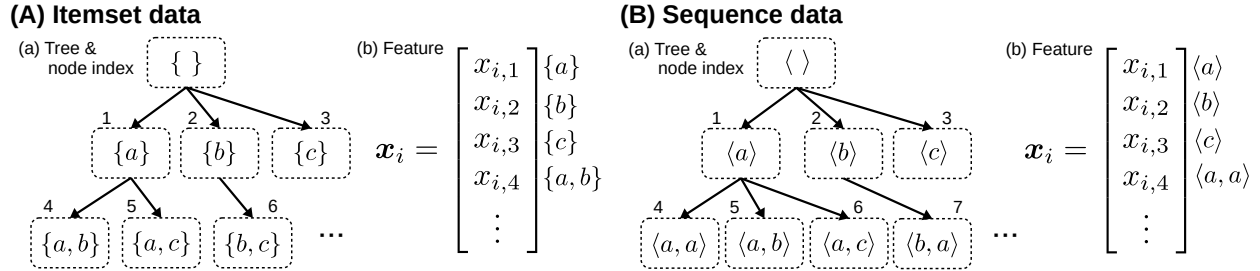 (A) Itemset data
(a) Tree &
node index
{ }
1
2
3
{a}
{b}
{c}
4
5
6
{a, b}
{a, c}
{b, c}
...
(b) Feature
x_i =
x_{i,1} {a}
x_{i,2} {b}
x_{i,3} {c}
x_{i,4} {a, b}
⋮
(B) Sequence data
(a) Tree &
node index
⟨ ⟩
1
2
3
⟨a⟩
⟨b⟩
⟨c⟩
4
5
6
7
⟨a, a⟩
⟨a, b⟩
⟨a, c⟩
⟨b, a⟩
...
(b) Feature
x_i =
x_{i,1} ⟨a⟩
x_{i,2} ⟨b⟩
x_{i,3} ⟨c⟩
x_{i,4} ⟨a, a⟩
⋮